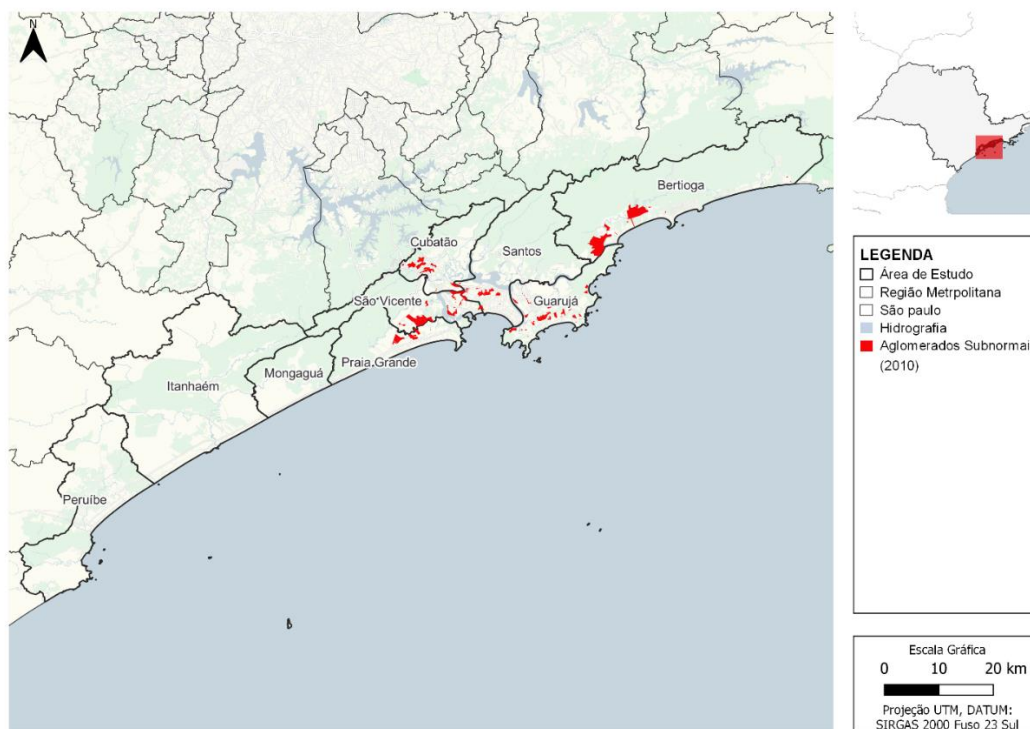 N
Bertioga
Cubatão
Santos
São Vicente
Guarujá
Praia Grande
Mongaguá
Itanhaém
Peruíbe
LEGENDA
Área de Estudo
Região Metrpolitana
São paulo
Hidrografia
Aglomerados Subnormai
(2010)
Escala Gráfica
0 10 20 km
Projeção UTM, DATUM:
SIRGAS 2000 Fuso 23 Sul